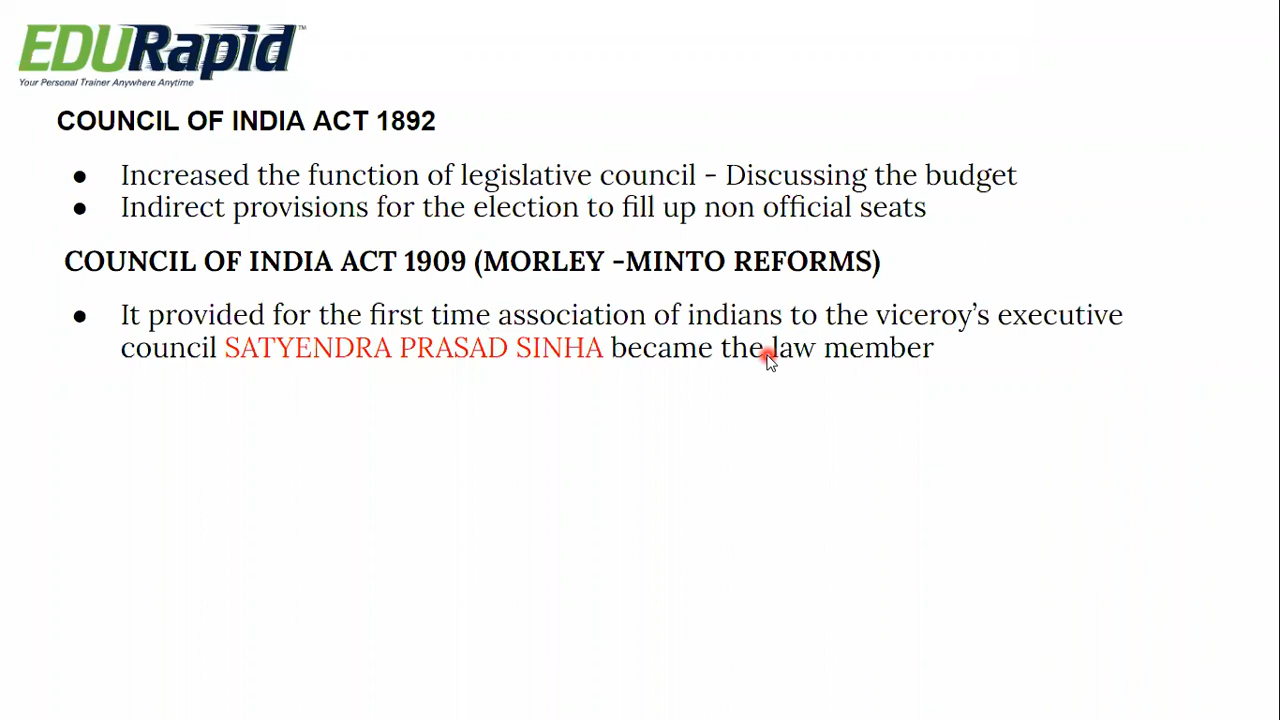 EDURapid™
Your Personal Trainer Anywhere Anytime
COUNCIL OF INDIA ACT 1892
● Increased the function of legislative council - Discussing the budget
● Indirect provisions for the election to fill up non official seats
COUNCIL OF INDIA ACT 1909 (MORLEY -MINTO REFORMS)
● It provided for the first time association of indians to the viceroy’s executive
council SATYENDRA PRASAD SINHA became the law member